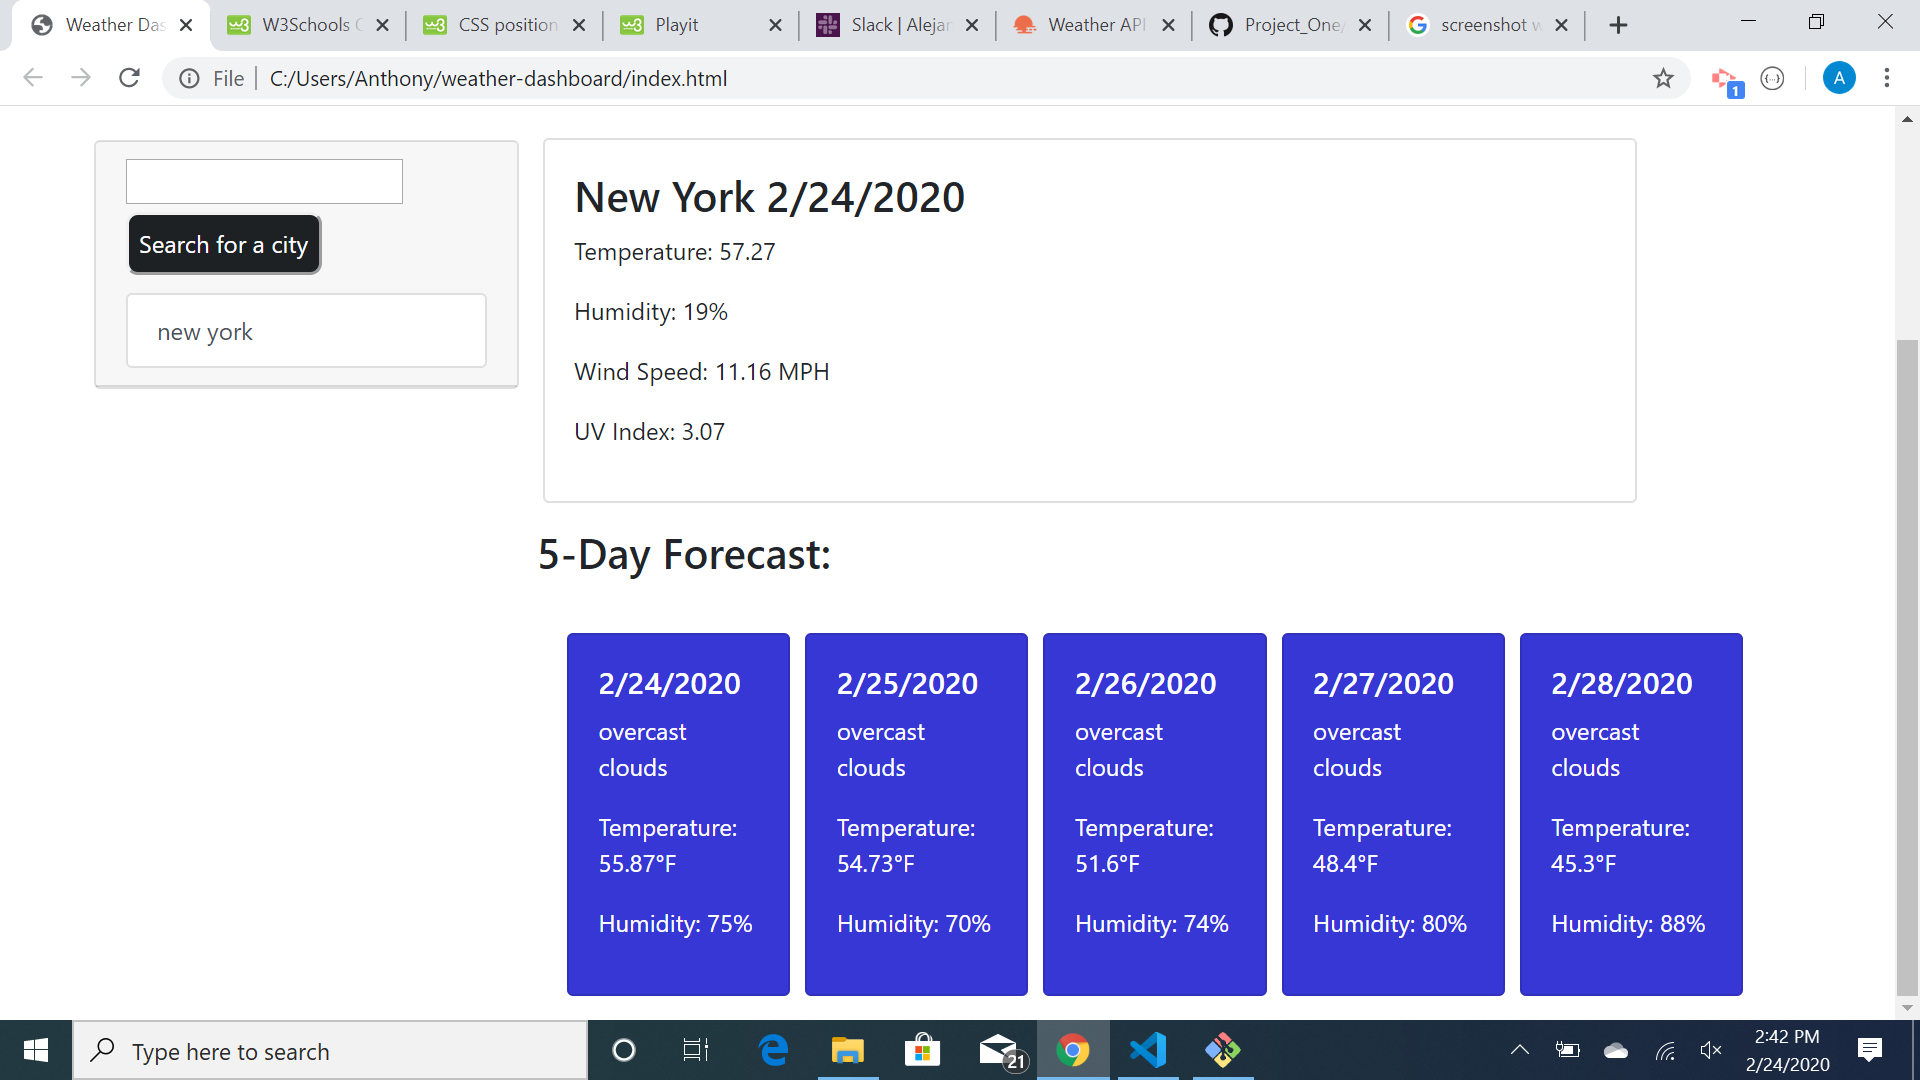 Weather Das
W3Schools
CSS position
Playit
Slack | Alejan
Weather API
Project_One/
screenshot w
File
C:/Users/Anthony/weather-dashboard/index.html
1
A
Search for a city
new york
New York 2/24/2020
Temperature: 57.27
Humidity: 19%
Wind Speed: 11.16 MPH
UV Index: 3.07
5-Day Forecast:
2/24/2020
overcast
clouds
Temperature:
55.87°F
Humidity: 75%
2/25/2020
overcast
clouds
Temperature:
54.73°F
Humidity: 70%
2/26/2020
overcast
clouds
Temperature:
51.6°F
Humidity: 74%
2/27/2020
overcast
clouds
Temperature:
48.4°F
Humidity: 80%
2/28/2020
overcast
clouds
Temperature:
45.3°F
Humidity: 88%
Type here to search
21
2:42 PM
2/24/2020